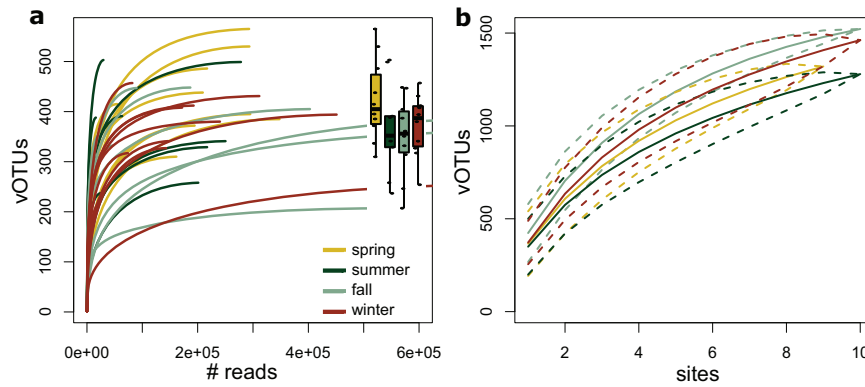 a
vOTUs
500
400
300
200
100
0
spring
summer
fall
winter
0e+00
2e+05
4e+05
6e+05
# reads
b
vOTUs
1500
1000
500
0
2
4
6
8
10
sites